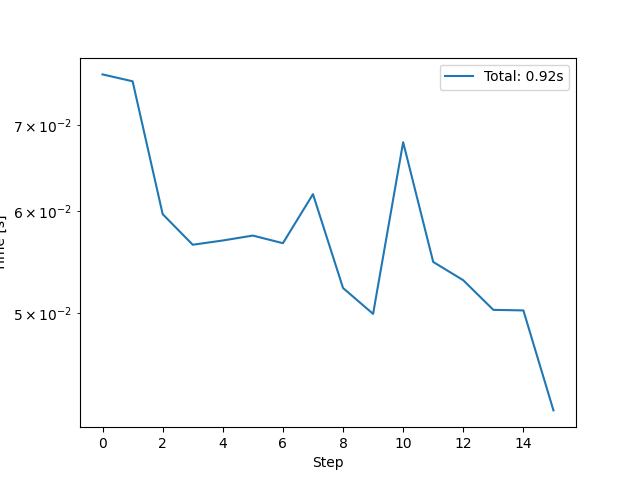 Total: 0.92s
7 × 10⁻²
6 × 10⁻²
5 × 10⁻²
[s]
0 2 4 6 8 10 12 14
Step